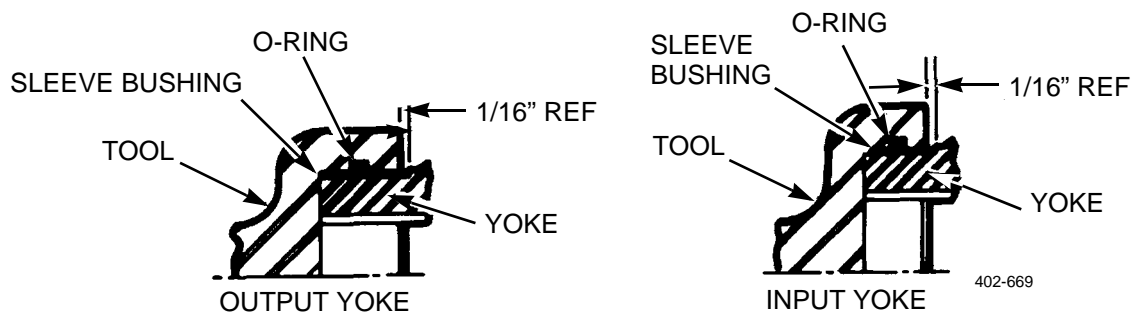 O-RING
SLEEVE BUSHING
1/16” REF
TOOL
YOKE
OUTPUT YOKE
O-RING
SLEEVE
BUSHING
1/16” REF
TOOL
YOKE
INPUT YOKE
402-669